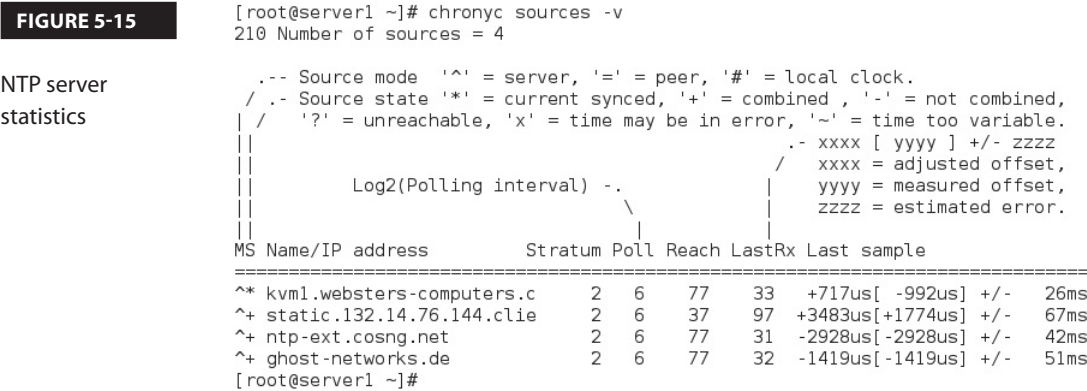 FIGURE 5-15
NTP server
statistics
[root@server1 ~]# chronyc sources -v
210 Number of sources = 4
.-- Source mode '^' = server, '=' = peer, '#' = local clock.
/ .- Source state '*' = current synced, '+' = combined , '-' = not combined,
| / '?' = unreachable, 'x' = time may be in error, '~' = time too variable.
|| .- xxxx [ yyyy ] +/- zzzz
|| / xxxx = adjusted offset,
|| Log2(Polling interval) -. | yyyy = measured offset,
|| \ | zzzz = estimated error.
|| | |
MS Name/IP address Stratum Poll Reach LastRx Last sample
===============================================================================
^* kvm1.websters-computers.c 2 6 77 33 +717us[ -992us] +/- 26ms
^+ static.132.14.76.144.clie 2 6 37 97 +3483us[+1774us] +/- 67ms
^+ ntp-ext.cosng.net 2 6 77 31 -2928us[-2928us] +/- 42ms
^+ ghost-networks.de 2 6 77 32 -1419us[-1419us] +/- 51ms
[root@server1 ~]#